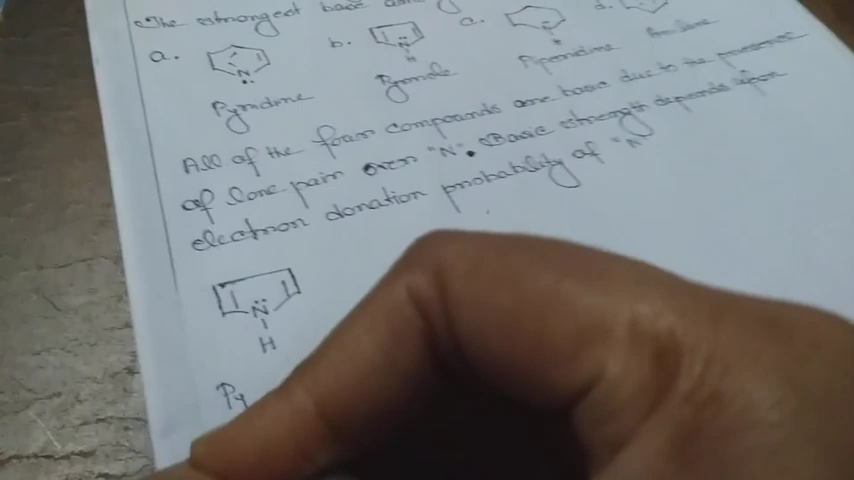 The strongest base
a. b. c. d.
N N H N H
Pyridine Pyrrole Piperidine
All of the four compounds are base due to the presence
of lone pair over "N". Basic strength depends upon
electron donation probability of "N"
N
H
Py